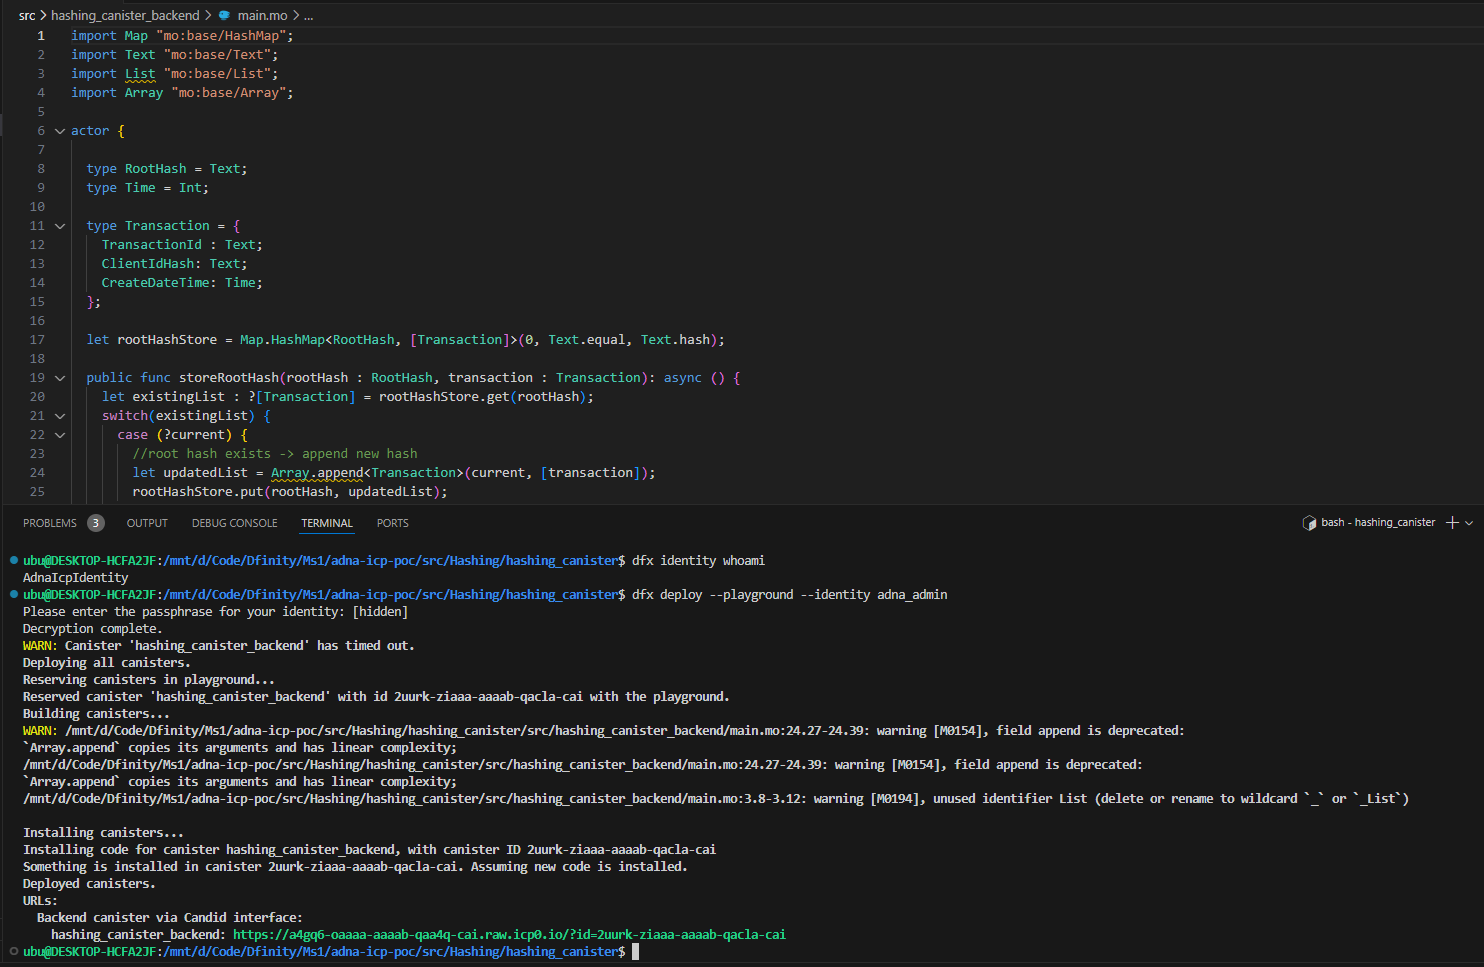 src > hashing_canister_backend > main.mo > ...
1 import Map "mo:base/HashMap";
2 import Text "mo:base/Text";
3 import List "mo:base/List";
4 import Array "mo:base/Array";
5
6 actor {
7
8 type RootHash = Text;
9 type Time = Int;
10
11 type Transaction = {
12 TransactionId : Text;
13 ClientIdHash: Text;
14 CreateDateTime: Time;
15 };
16
17 let rootHashStore = Map.HashMap<RootHash, [Transaction]>(0, Text.equal, Text.hash);
18
19 public func storeRootHash(rootHash : RootHash, transaction : Transaction): async () {
20 let existingList : ?[Transaction] = rootHashStore.get(rootHash);
21 switch(existingList) {
22 case (?current) {
23 //root hash exists -> append new hash
24 let updatedList = Array.append<Transaction>(current, [transaction]);
25 rootHashStore.put(rootHash, updatedList);
PROBLEMS 3 OUTPUT DEBUG CONSOLE TERMINAL PORTS bash - hashing_canister
ubu@DESKTOP-HCFA2JF:/mnt/d/Code/Dfinity/Ms1/adna-icp-poc/src/Hashing/hashing_canister$ dfx identity whoami
AdnaIcpIdentity
ubu@DESKTOP-HCFA2JF:/mnt/d/Code/Dfinity/Ms1/adna-icp-poc/src/Hashing/hashing_canister$ dfx deploy --playground --identity adna_admin
Please enter the passphrase for your identity: [hidden]
Decryption complete.
WARN: Canister 'hashing_canister_backend' has timed out.
Deploying all canisters.
Reserving canisters in playground...
Reserved canister 'hashing_canister_backend' with id 2uurk-ziaaa-aaaab-qacla-cai with the playground.
Building canisters...
WARN: /mnt/d/Code/Dfinity/Ms1/adna-icp-poc/src/Hashing/hashing_canister/src/hashing_canister_backend/main.mo:24.27-24.39: warning [M0154], field append is deprecated:
`Array.append` copies its arguments and has linear complexity;
/mnt/d/Code/Dfinity/Ms1/adna-icp-poc/src/Hashing/hashing_canister/src/hashing_canister_backend/main.mo:24.27-24.39: warning [M0154], field append is deprecated:
`Array.append` copies its arguments and has linear complexity;
/mnt/d/Code/Dfinity/Ms1/adna-icp-poc/src/Hashing/hashing_canister/src/hashing_canister_backend/main.mo:3.8-3.12: warning [M0194], unused identifier List (delete or rename to wildcard `_` or `_List`)
Installing canisters...
Installing code for canister hashing_canister_backend, with canister ID 2uurk-ziaaa-aaaab-qacla-cai
Something is installed in canister 2uurk-ziaaa-aaaab-qacla-cai. Assuming new code is installed.
Deployed canisters.
URLs:
Backend canister via Candid interface:
hashing_canister_backend: https://a4gq6-oaaaa-aaaab-qaa4q-cai.raw.icp0.io/?id=2uurk-ziaaa-aaaab-qacla-cai
ubu@DESKTOP-HCFA2JF:/mnt/d/Code/Dfinity/Ms1/adna-icp-poc/src/Hashing/hashing_canister$